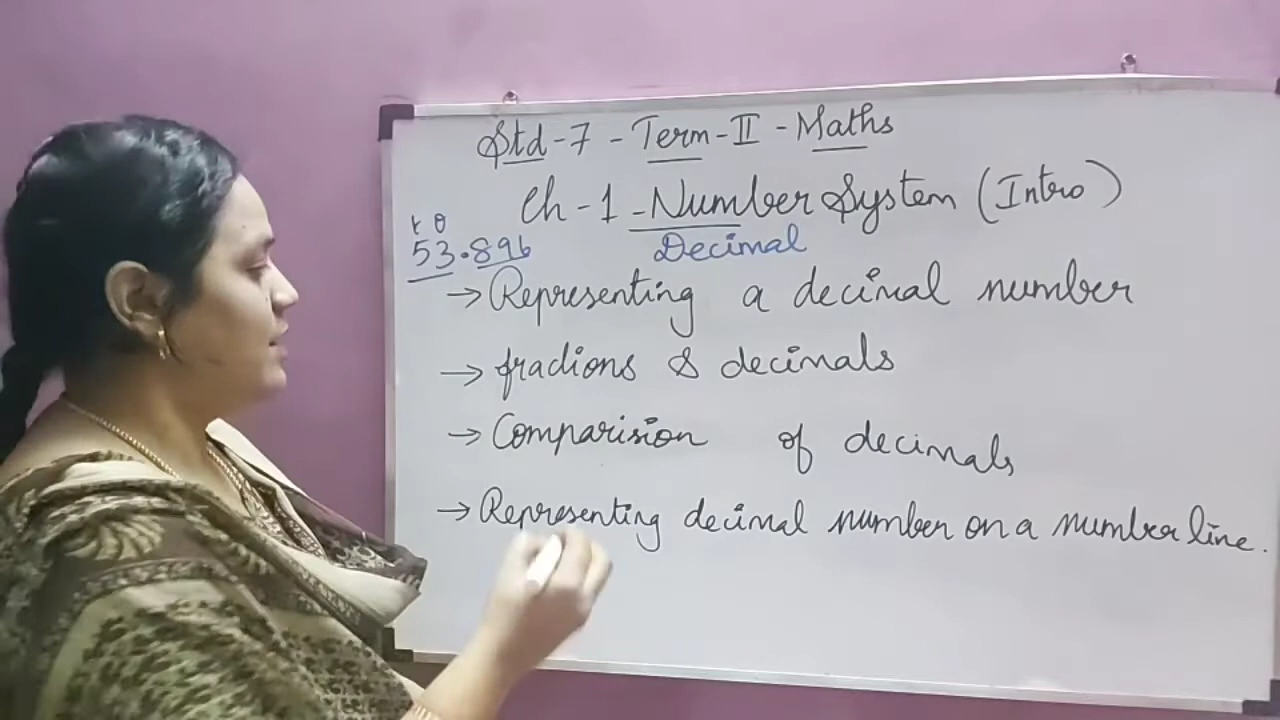 Std-7 - Term-II - Maths
Ch-1 - Number System (Intro)
t o
53.896
Decimal
→ Representing a decimal number
→ fractions & decimals
→ Comparision of decimals
→ Representing decimal number on a number line.